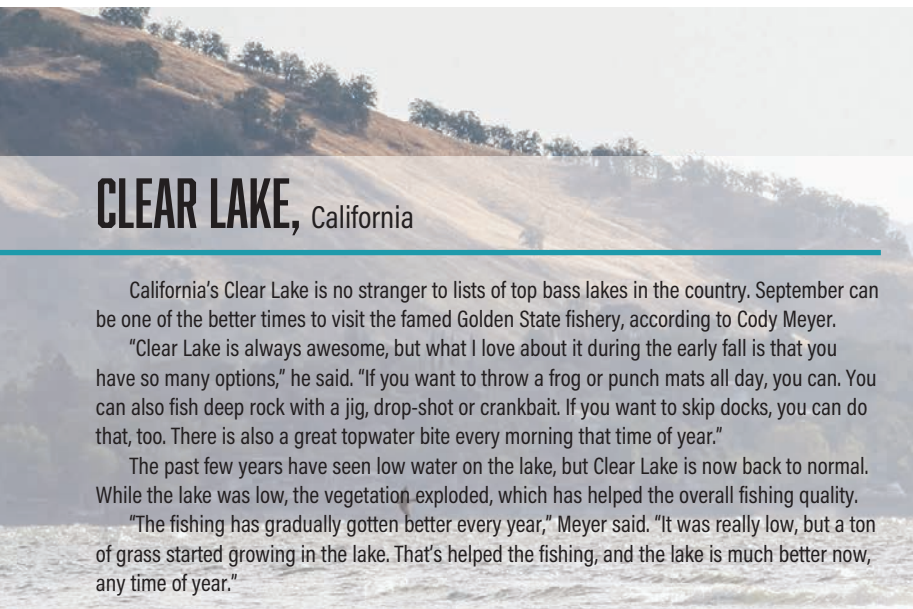 CLEAR LAKE, California
California's Clear Lake is no stranger to lists of top bass lakes in the country. September can
be one of the better times to visit the famed Golden State fishery, according to Cody Meyer.
"Clear Lake is always awesome, but what I love about it during the early fall is that you
have so many options," he said. "If you want to throw a frog or punch mats all day, you can. You
can also fish deep rock with a jig, drop-shot or crankbait. If you want to skip docks, you can do
that, too. There is also a great topwater bite every morning that time of year."
The past few years have seen low water on the lake, but Clear Lake is now back to normal.
While the lake was low, the vegetation exploded, which has helped the overall fishing quality.
"The fishing has gradually gotten better every year," Meyer said. "It was really low, but a ton
of grass started growing in the lake. That's helped the fishing, and the lake is much better now,
any time of year."